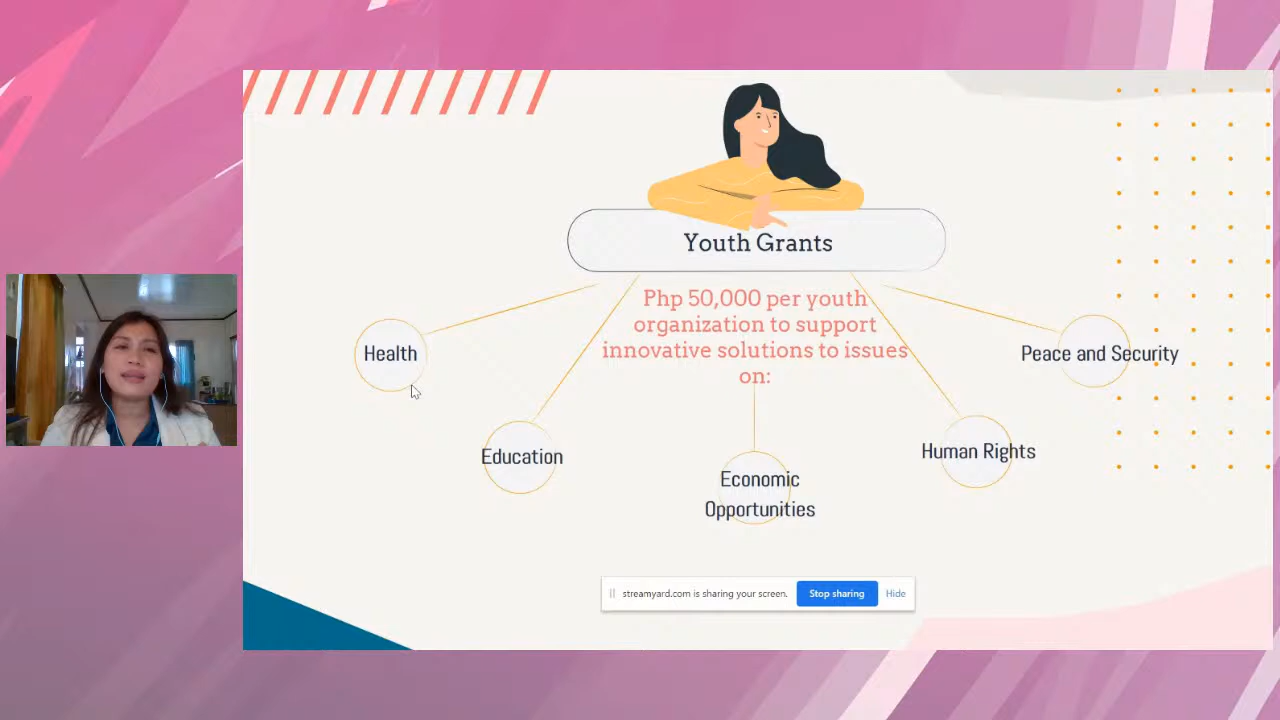 Youth Grants
Php 50,000 per youth
organization to support
innovative solutions to issues
on:
Health
Education
Economic
Opportunities
Human Rights
Peace and Security
streamyard.com is sharing your screen.
Stop sharing
Hide